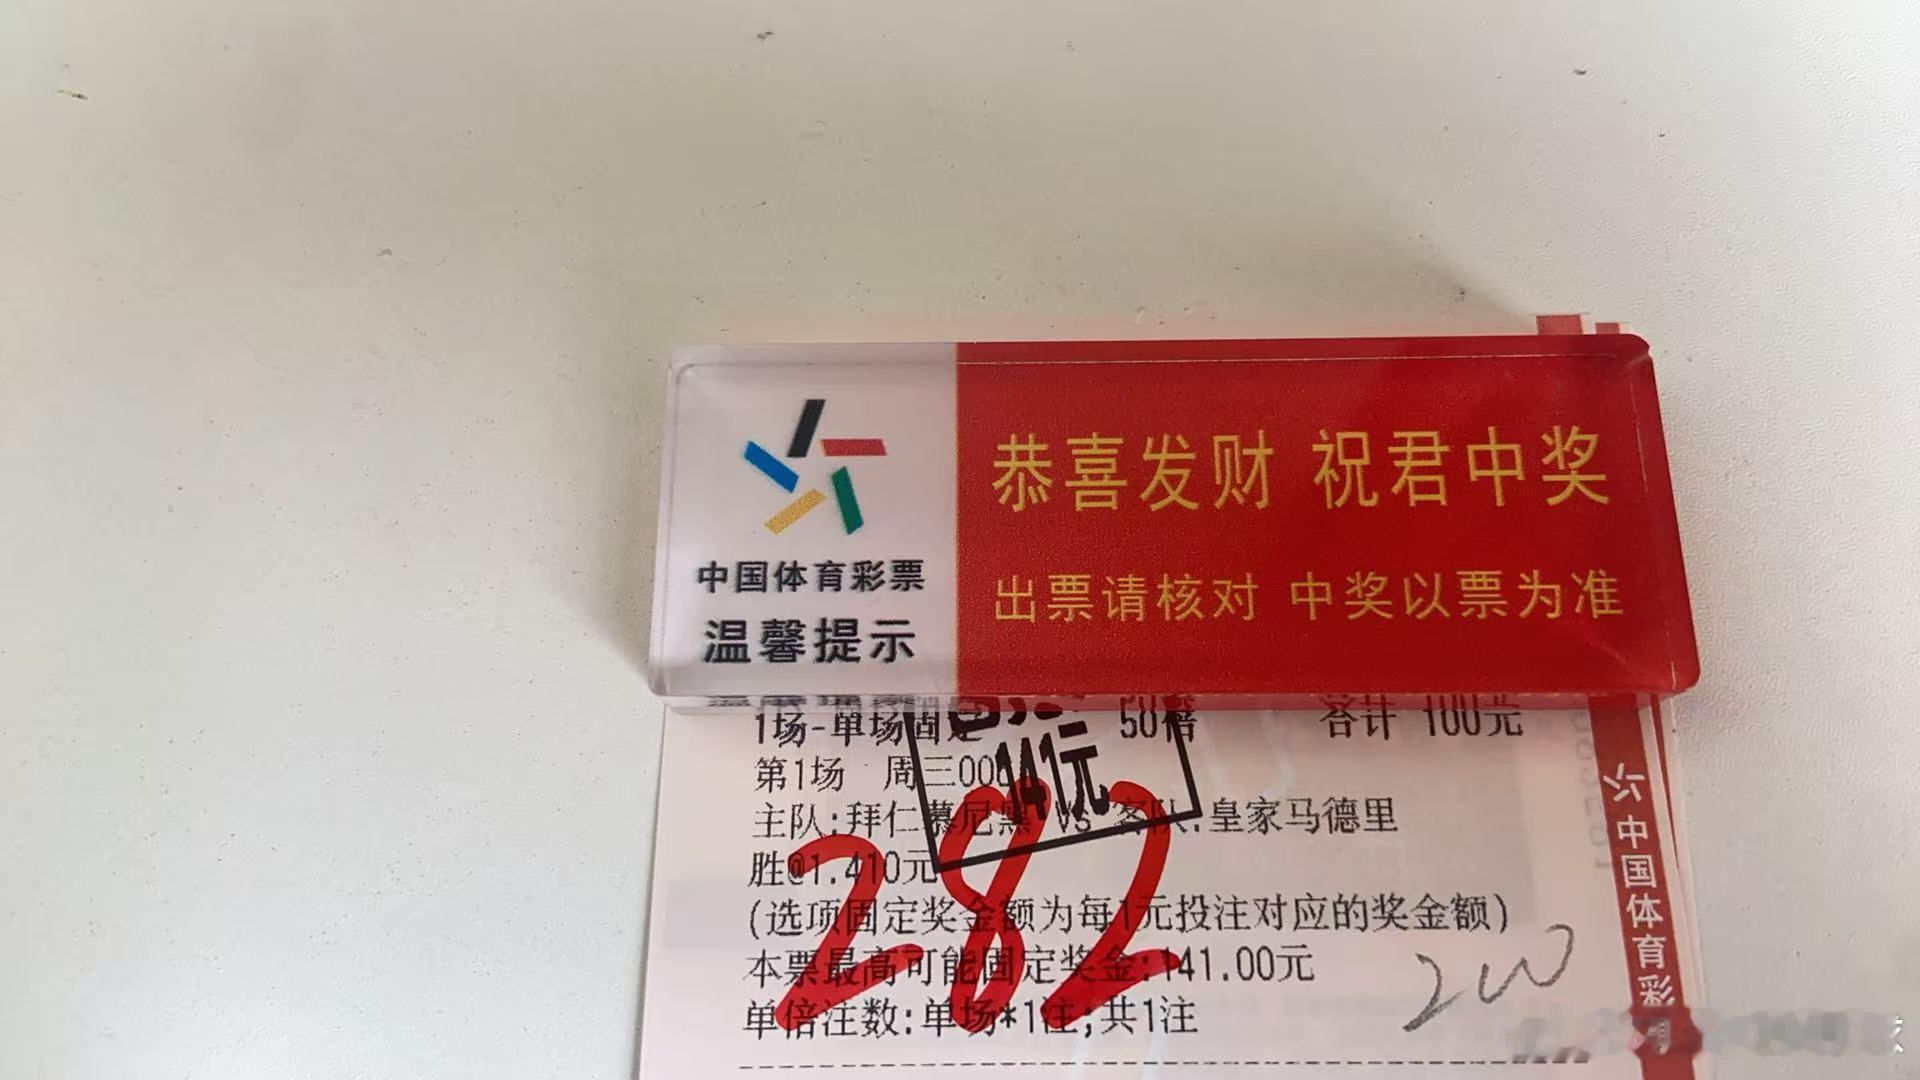 恭喜发财 祝君中奖
出票请核对 中奖以票为准
中国体育彩票
温馨提示
1场-单场固定 50倍 合计 100元
141元
第1场 周三00
主队:拜仁慕尼黑 VS 客队:皇家马德里
胜@1.410元
282
(选项固定奖金额为每1元投注对应的奖金额)
本票最高可能固定奖金:141.00元
200
单倍注数:单场*1注;共1注
中国体育彩